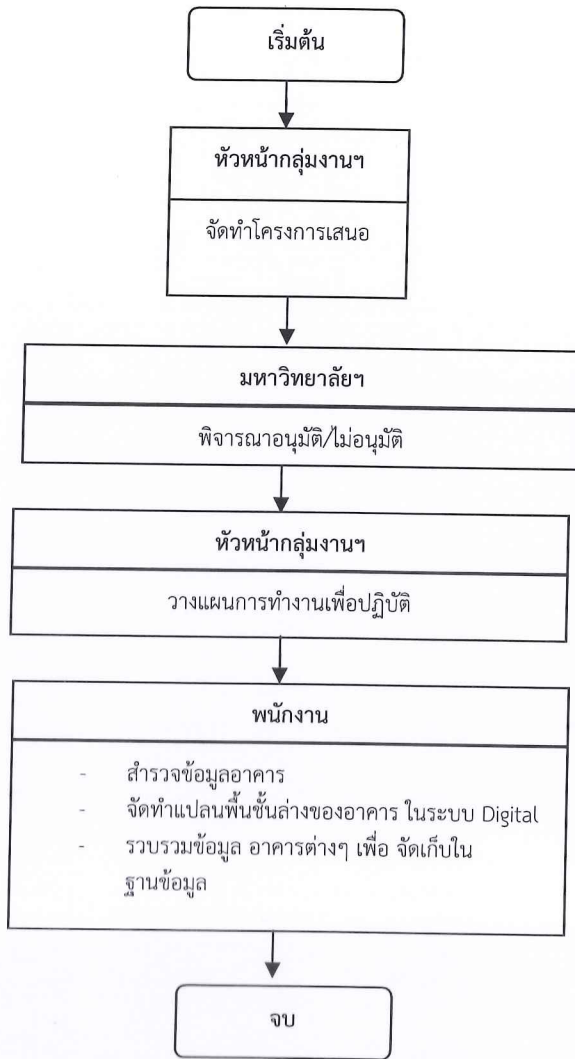 เริ่มต้น
หัวหน้ากลุ่มงานฯ
จัดทำโครงการเสนอ
มหาวิทยาลัยฯ
พิจารณาอนุมัติ/ไม่อนุมัติ
หัวหน้ากลุ่มงานฯ
วางแผนการทำงานเพื่อปฏิบัติ
พนักงาน
- สำรวจข้อมูลอาคาร
- จัดทำแปลนพื้นชั้นล่างของอาคาร ในระบบ Digital
- รวบรวมข้อมูล อาคารต่างๆ เพื่อ จัดเก็บใน
ฐานข้อมูล
จบ